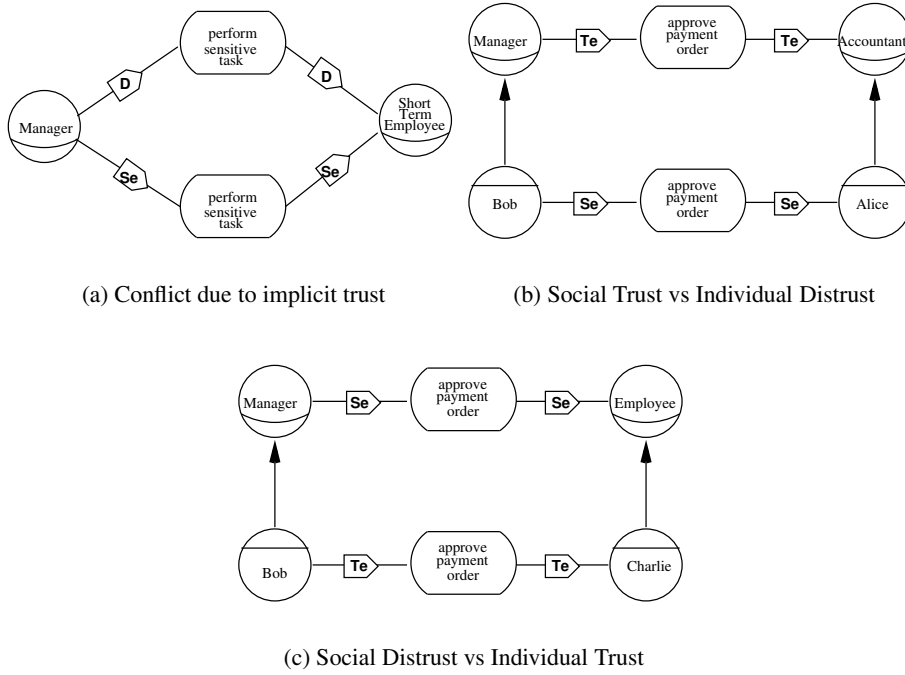 perform
sensitive
task
D
D
Manager
Short
Term
Employee
Se
Se
perform
sensitive
task
(a) Conflict due to implicit trust
Manager
Te
approve
payment
order
Te
Accountant
Bob
Se
approve
payment
order
Se
Alice
(b) Social Trust vs Individual Distrust
Manager
Se
approve
payment
order
Se
Employee
Bob
Te
approve
payment
order
Te
Charlie
(c) Social Distrust vs Individual Trust